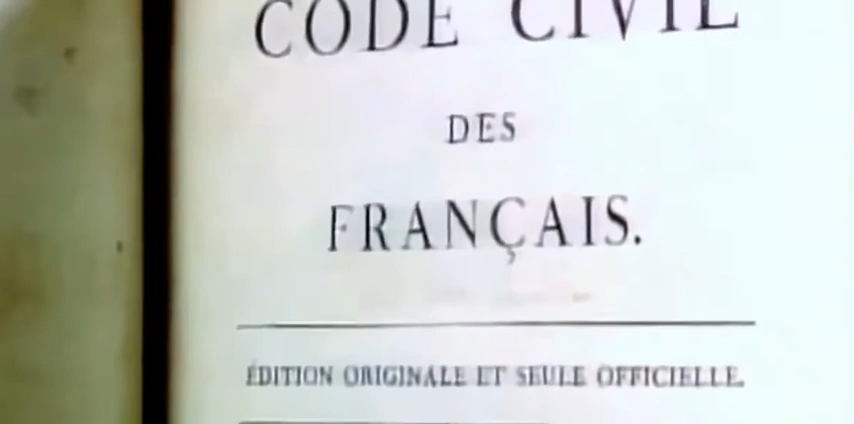 CODE CIVIL
DES
FRANÇAIS.
ÉDITION ORIGINALE ET SEULE OFFICIELLE.